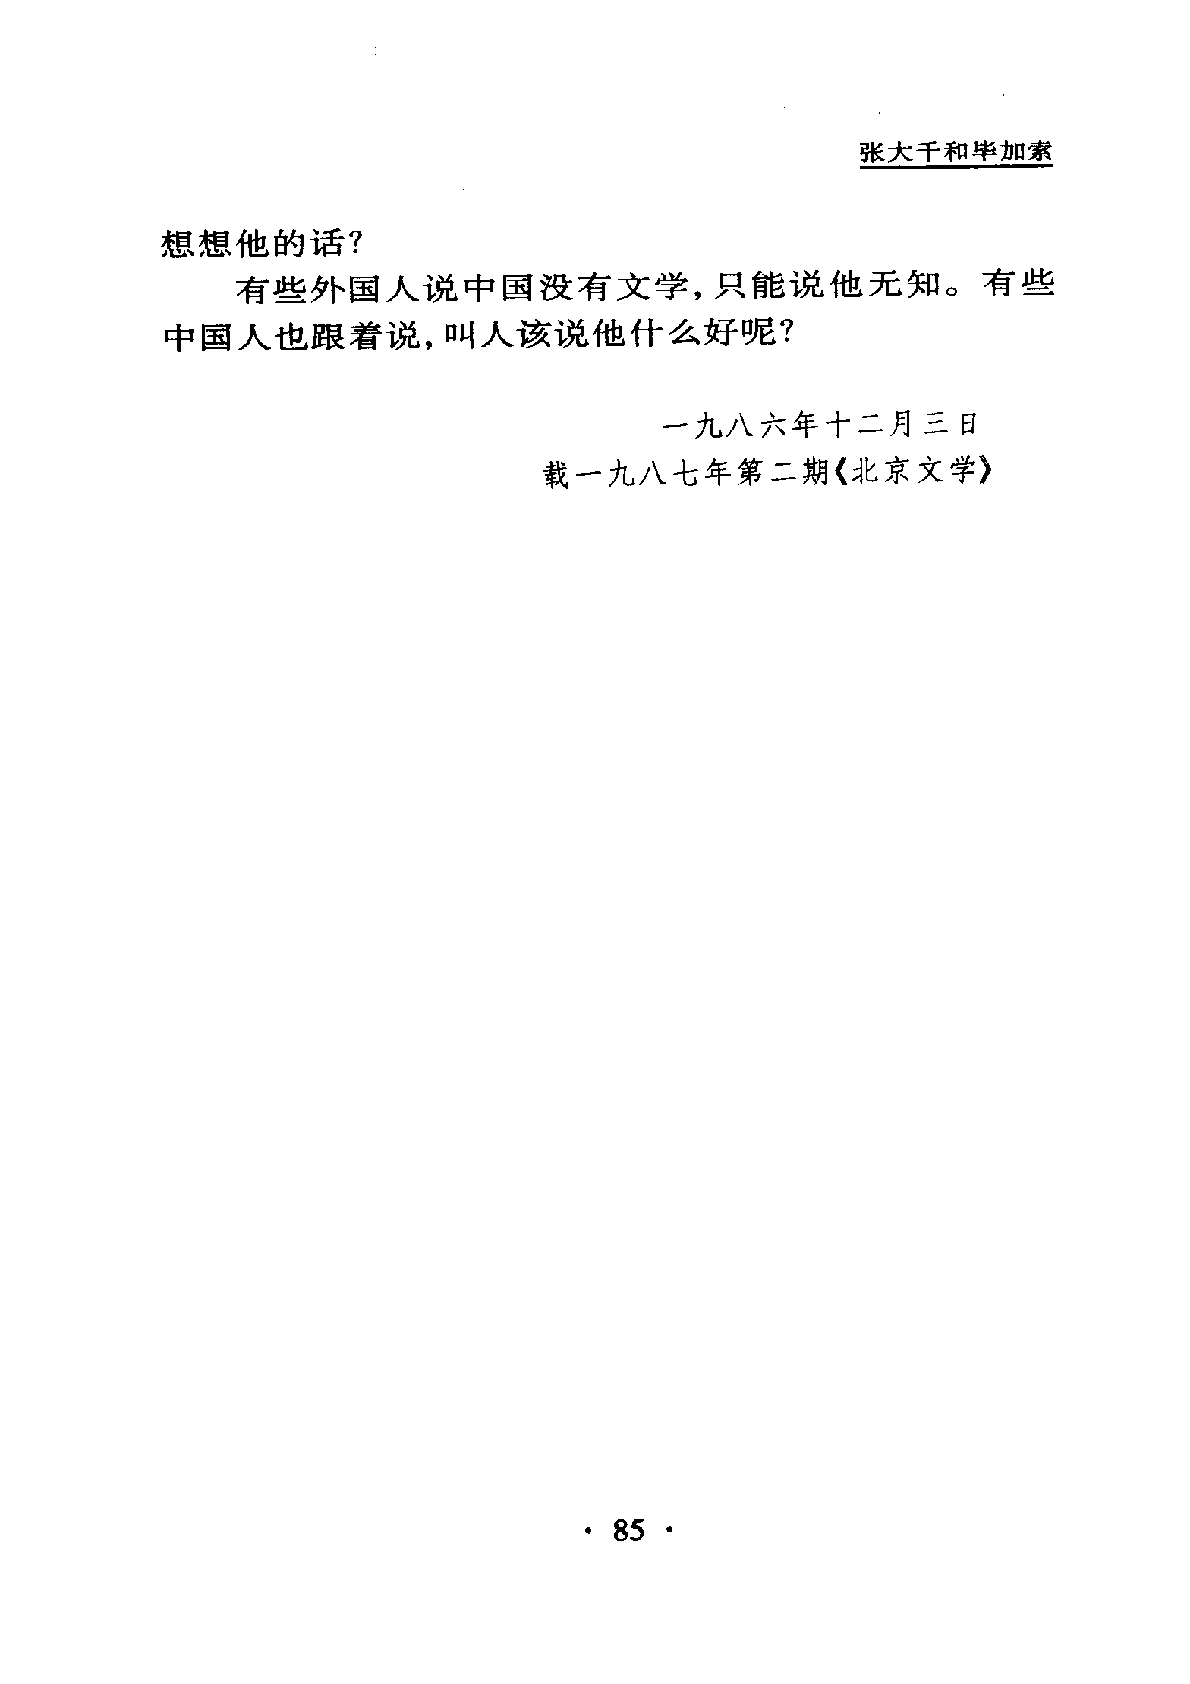 张大千和毕加索
想想他的话?
有些外国人说中国没有文学,只能说他无知。有些
中国人也跟着说,叫人该说他什么好呢?
一九八六年十二月三日
载一九八七年第二期《北京文学》
· 85 ·